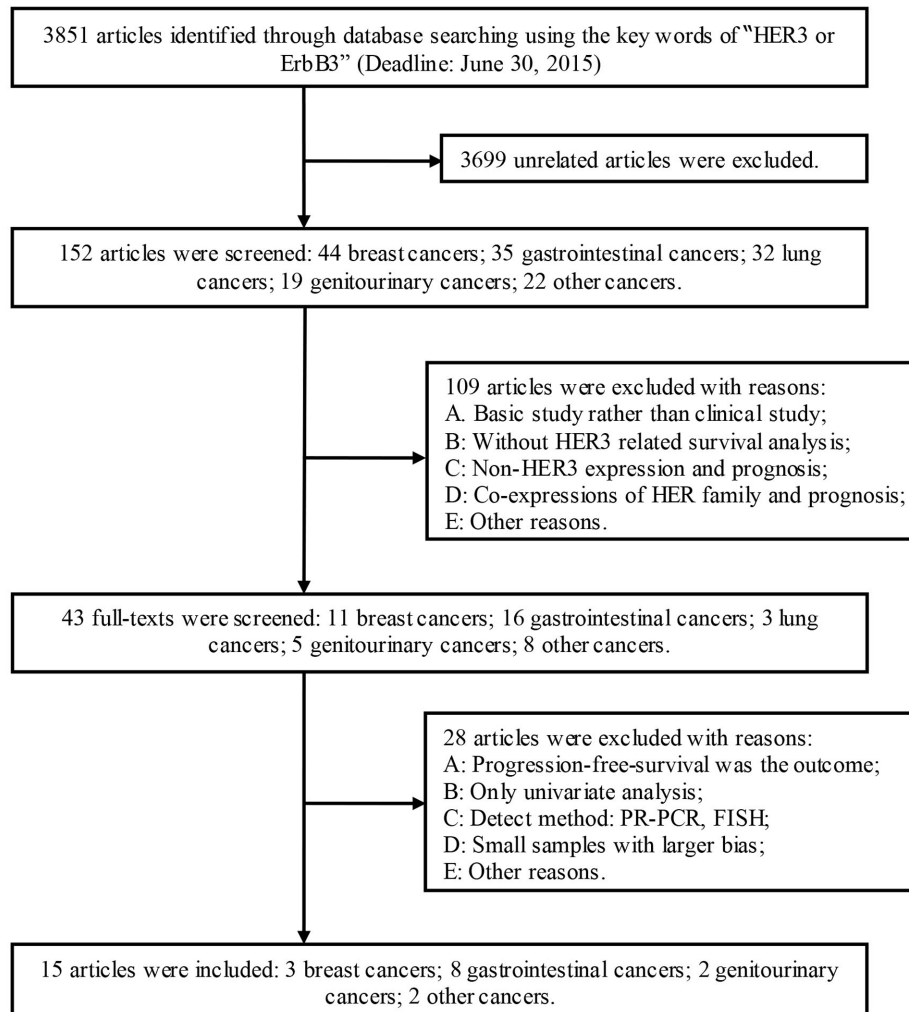 3851 articles identified through database searching using the key words of "HER3 or
ErbB3" (Deadline: June 30, 2015)
3699 unrelated articles were excluded.
152 articles were screened: 44 breast cancers; 35 gastrointestinal cancers; 32 lung
cancers; 19 genitourinary cancers; 22 other cancers.
109 articles were excluded with reasons:
A. Basic study rather than clinical study;
B: Without HER3 related survival analysis;
C: Non-HER3 expression and prognosis;
D: Co-expressions of HER family and prognosis;
E: Other reasons.
43 full-texts were screened: 11 breast cancers; 16 gastrointestinal cancers; 3 lung
cancers; 5 genitourinary cancers; 8 other cancers.
28 articles were excluded with reasons:
A: Progression-free-survival was the outcome;
B: Only univariate analysis;
C: Detect method: PR-PCR, FISH;
D: Small samples with larger bias;
E: Other reasons.
15 articles were included: 3 breast cancers; 8 gastrointestinal cancers; 2 genitourinary
cancers; 2 other cancers.